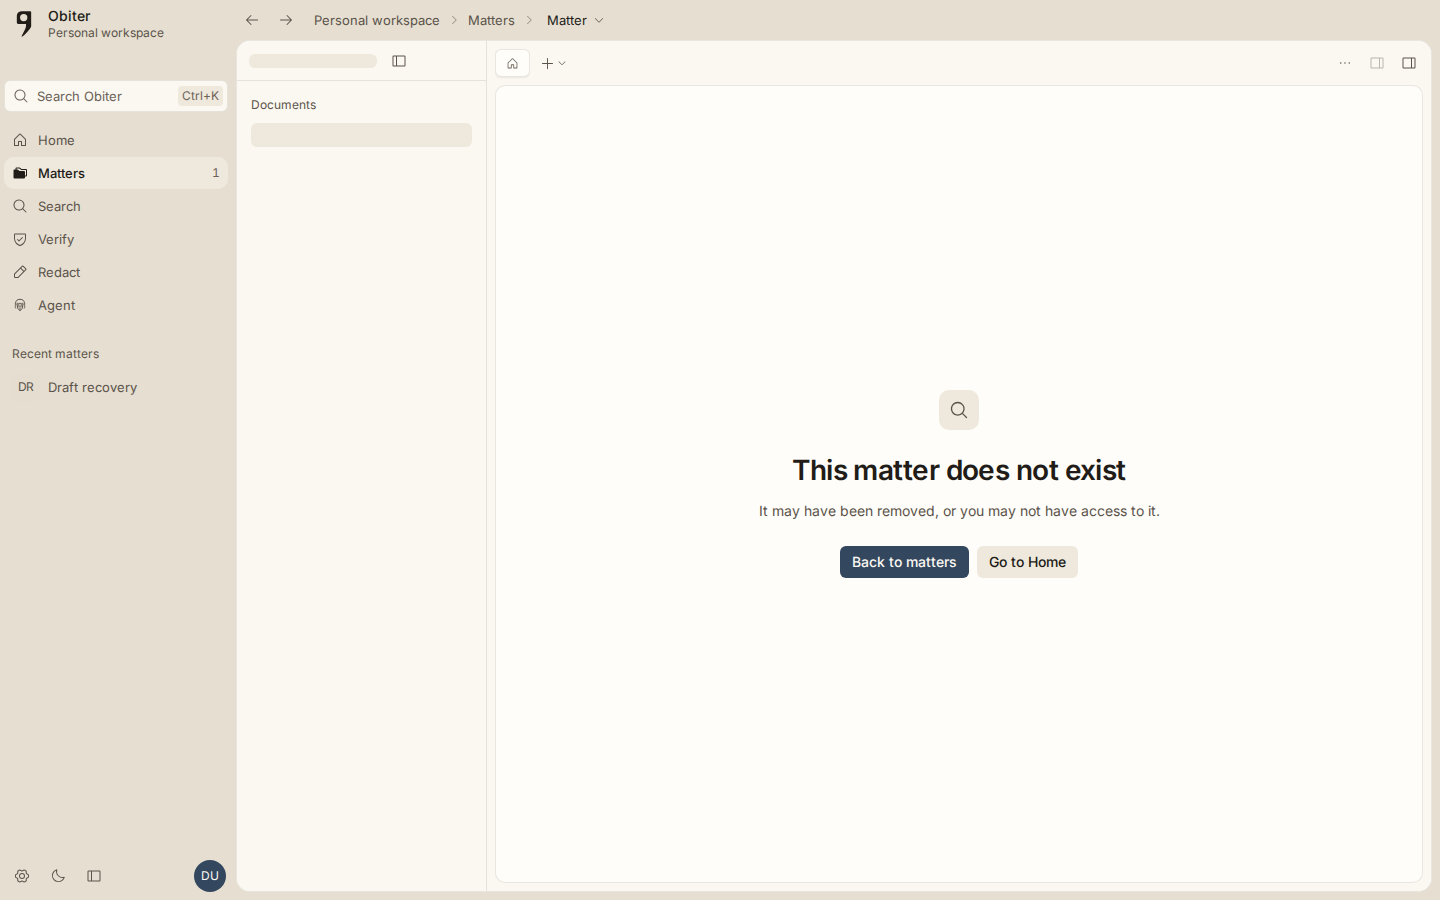 Obiter
Personal workspace
Search Obiter Ctrl+K
Home
Matters 1
Search
Verify
Redact
Agent
Recent matters
DR Draft recovery
DU
Personal workspace Matters Matter
Documents
This matter does not exist
It may have been removed, or you may not have access to it.
Back to matters Go to Home